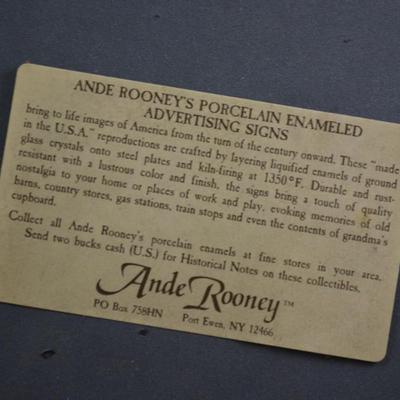 ANDE ROONEY'S PORCELAIN ENAMELED
ADVERTISING SIGNS
bring to life images of America from the turn of the century onward. These "made
in the U.S.A." reproductions are crafted by layering liquified enamels of ground
glass crystals onto steel plates and kiln-firing at 1350°F. Durable and rust-
resistant with a lustrous color and finish, the signs bring a touch of quality
nostalgia to your home or places of work and play, evoking memories of old
barns, country stores, gas stations, train stops and even the contents of grandma's
cupboard.
Collect all Ande Rooney's porcelain enamels at fine stores in your area.
Send two bucks cash (U.S.) for Historical Notes on these collectibles.
Ande Rooney™
PO Box 758HN Port Ewen, NY 12466